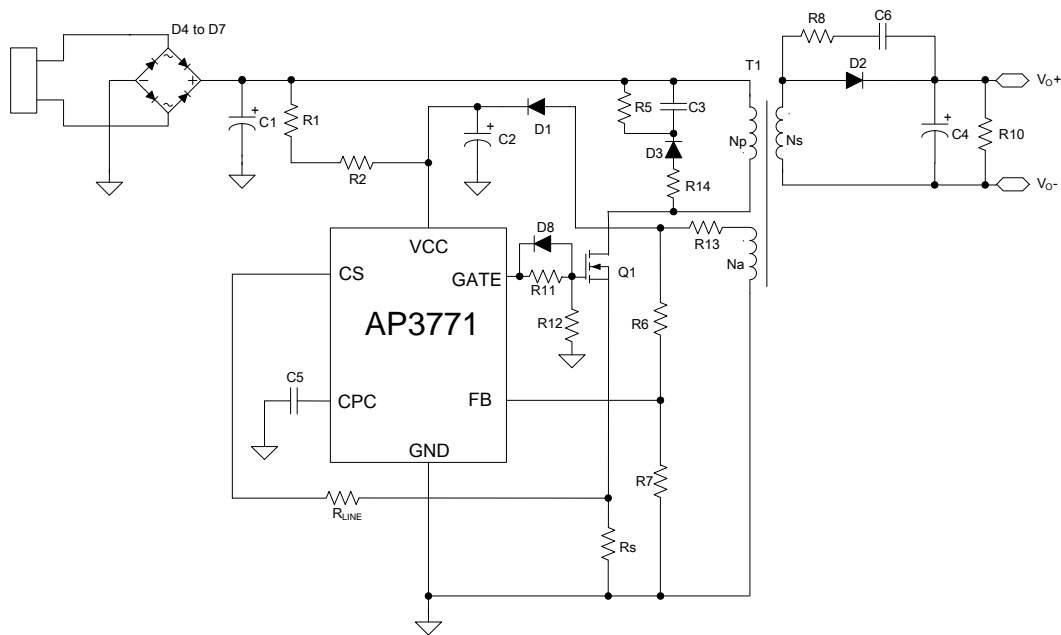 D4 to D7
R8
C6
T1
D2
VO+
~
+
C1
+
R1
+
C2
D1
R5
C3
Np
Ns
+
C4
R10
R2
D3
R14
VO-
VCC
D8
R13
CS
GATE
Q1
Na
R11
AP3771
R12
R6
C5
CPC
FB
GND
R7
RLINE
Rs